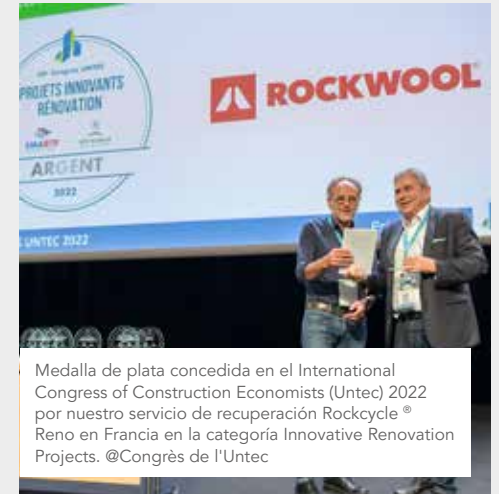 PROJETS INNOVANTS
RÉNOVATION
ARGENT
2022
ROCKWOOL
UNTEC 2022
Medalla de plata concedida en el International
Congress of Construction Economists (Untec) 2022
por nuestro servicio de recuperación Rockcycle ®
Reno en Francia en la categoría Innovative Renovation
Projects. @Congrès de l'Untec